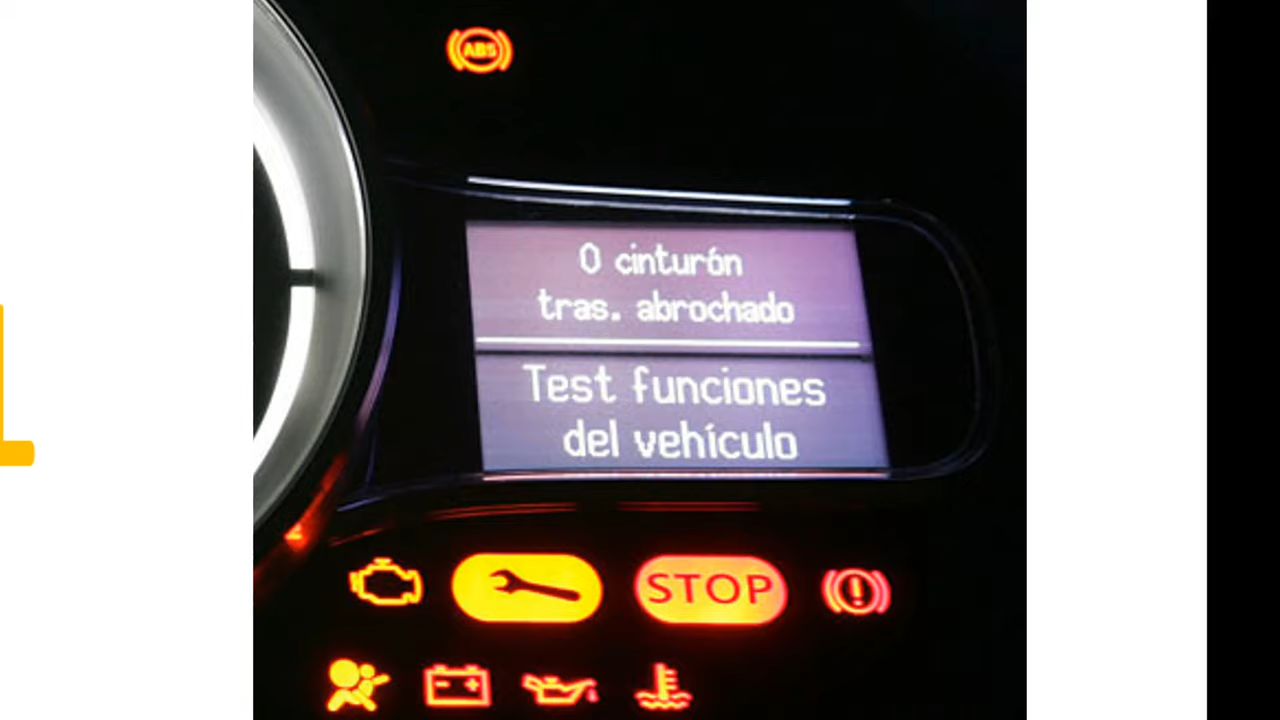 ABS
0 cinturón
tras. abrochado
Test funciones
del vehículo
STOP